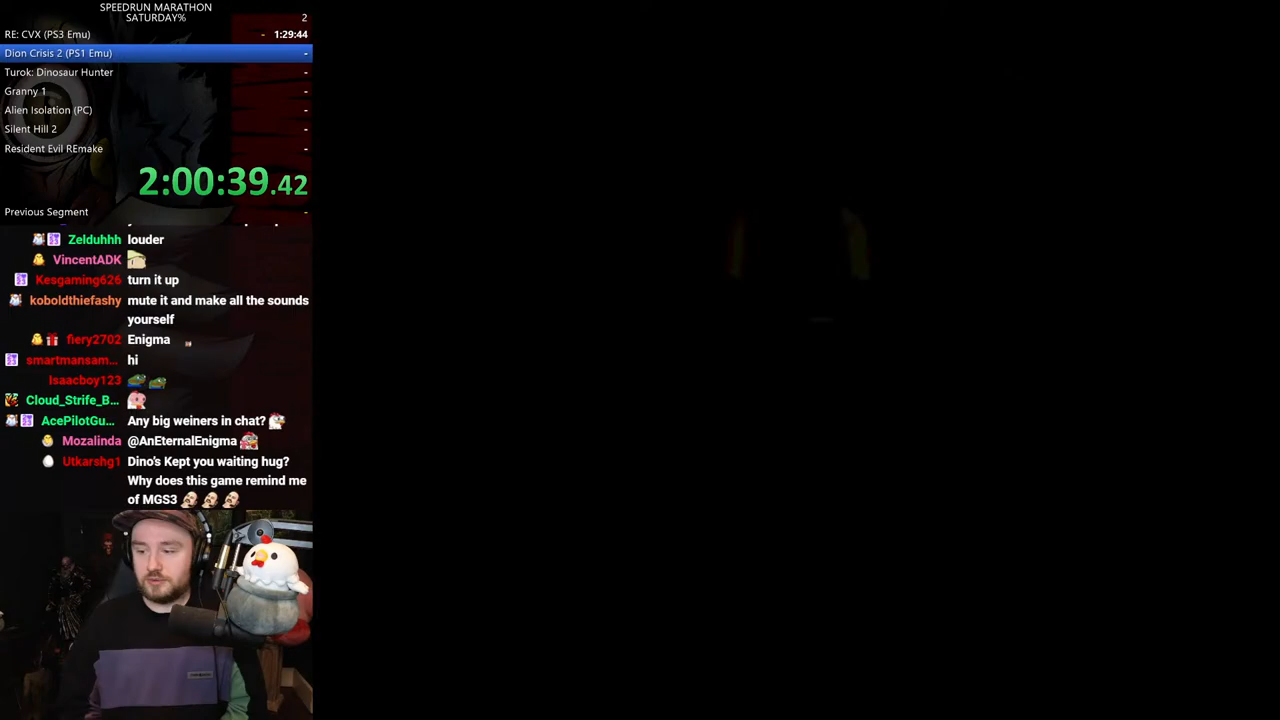 SPEEDRUN MARATHON
SATURDAY%
2
RE: CVX (PS3 Emu) - 1:29:44
Dion Crisis 2 (PS1 Emu) -
Turok: Dinosaur Hunter -
Granny 1 -
Alien Isolation (PC) -
Silent Hill 2 -
Resident Evil REmake -
2:00:39.42
Previous Segment -
Zelduhhh louder
VincentADK
Kesgaming626 turn it up
koboldthiefashy mute it and make all the sounds
yourself
fiery2702 Enigma
smartmansam... hi
Isaacboy123
Cloud_Strife_B...
AcePilotGu... Any big weiners in chat?
Mozalinda @AnEternalEnigma
Utkarshg1 Dino's Kept you waiting hug?
Why does this game remind me
of MGS3